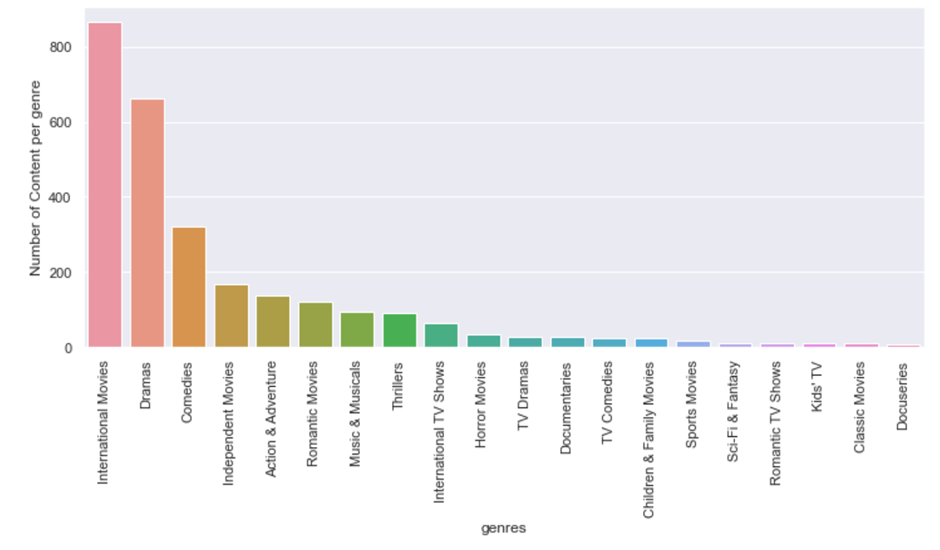 Number of Content per genre
800
600
400
200
0
International Movies
Dramas
Comedies
Independent Movies
Action & Adventure
Romantic Movies
Music & Musicals
Thrillers
International TV Shows
Horror Movies
TV Dramas
Documentaries
TV Comedies
Children & Family Movies
Sports Movies
Sci-Fi & Fantasy
Romantic TV Shows
Kids' TV
Classic Movies
Docuseries
genres